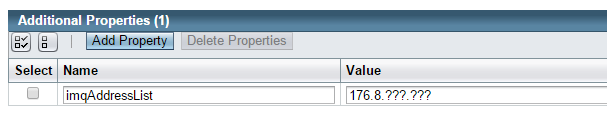 Additional Properties (1)
Add Property Delete Properties
Select Name Value
imqAddressList 176.8.???.???